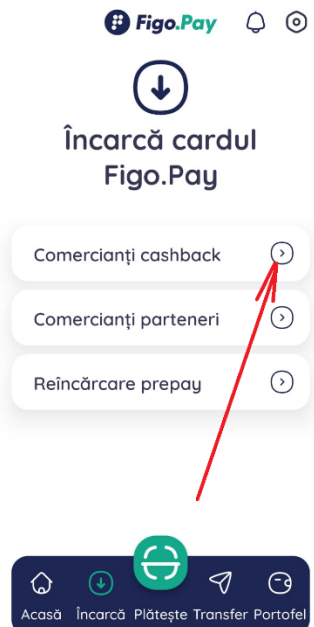 Figo.Pay
Încarcă cardul
Figo.Pay
Comercianți cashback
Comercianți parteneri
Reîncărcare prepay
Acasă Încarcă Plătește Transfer Portofel